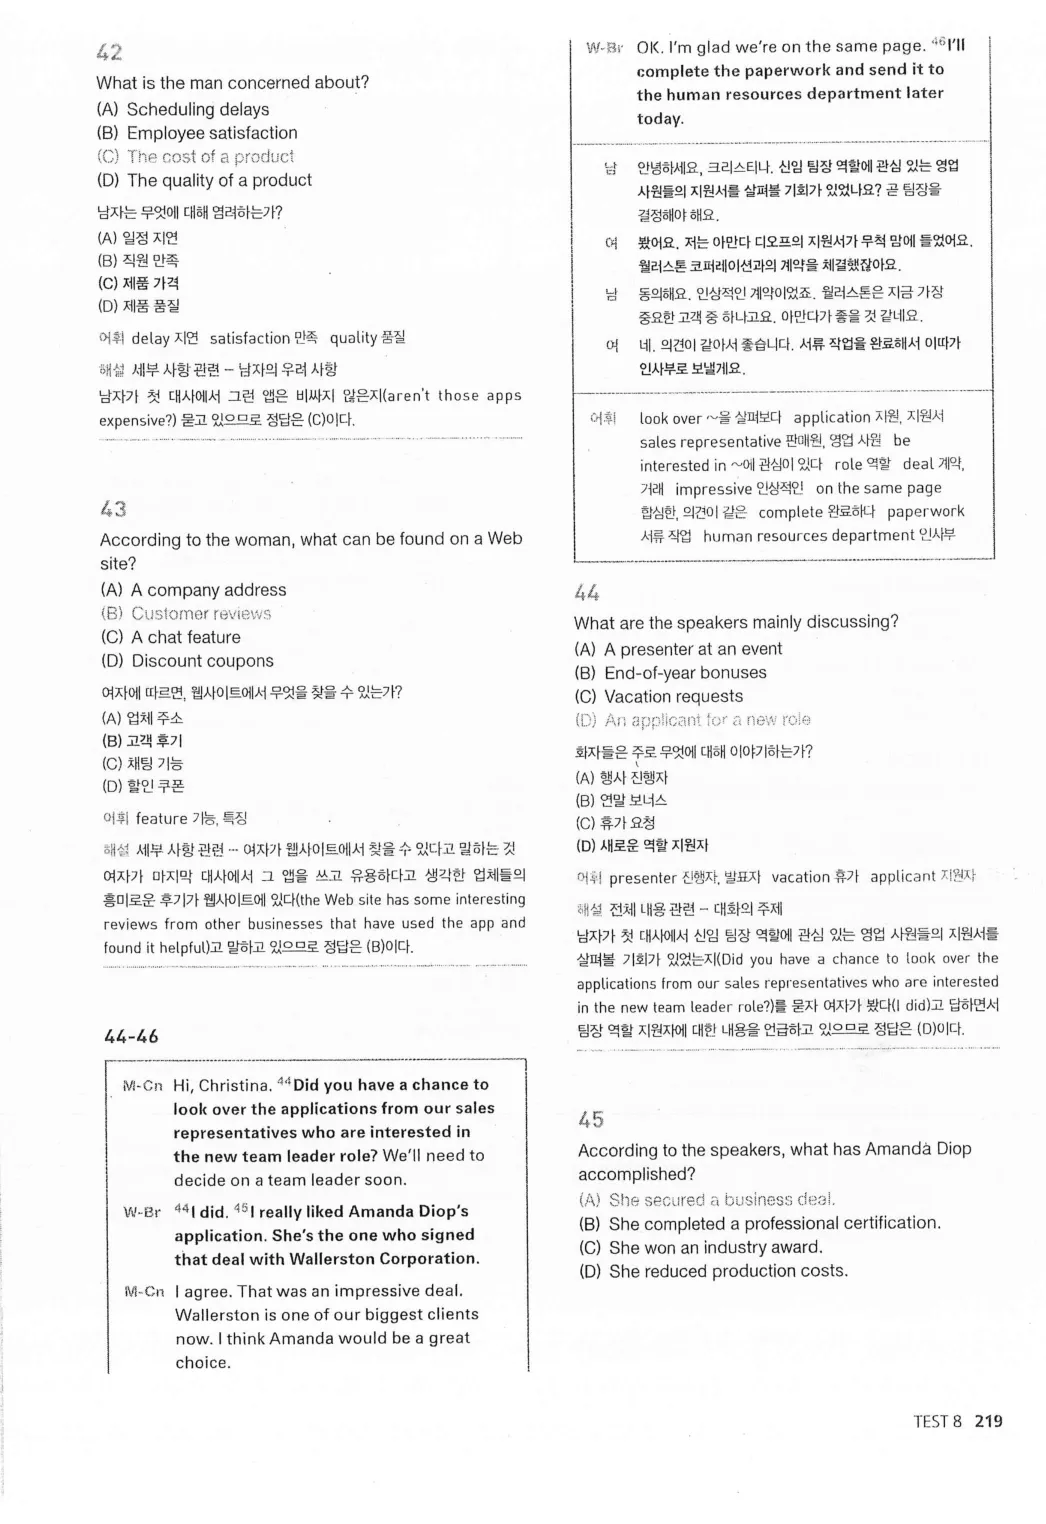 42
What is the man concerned about?
(A) Scheduling delays
(B) Employee satisfaction
(C) The cost of a product
(D) The quality of a product
남자는 무엇에 대해 염려하는가?
(A) 일정 지연
(B) 직원 만족
(C) 제품 가격
(D) 제품 품질
어휘 delay 지연 satisfaction 만족 quality 품질
해설 세부 사항 관련 – 남자의 우려 사항
남자가 첫 대사에서 그런 앱은 비싸지 않은지(aren't those apps
expensive?) 묻고 있으므로 정답은 (C)이다.
43
According to the woman, what can be found on a Web
site?
(A) A company address
(B) Customer reviews
(C) A chat feature
(D) Discount coupons
여자에 따르면, 웹사이트에서 무엇을 찾을 수 있는가?
(A) 업체 주소
(B) 고객 후기
(C) 채팅 기능
(D) 할인 쿠폰
어휘 feature 기능, 특징
해설 세부 사항 관련 – 여자가 웹사이트에서 찾을 수 있다고 말하는 것
여자가 마지막 대사에서 그 앱을 쓰고 유용하다고 생각한 업체들의
흥미로운 후기가 웹사이트에 있다(the Web site has some interesting
reviews from other businesses that have used the app and
found it helpful)고 말하고 있으므로 정답은 (B)이다.
44-46
M-Cn Hi, Christina. 44Did you have a chance to
look over the applications from our sales
representatives who are interested in
the new team leader role? We'll need to
decide on a team leader soon.
W-Br 44I did. 45I really liked Amanda Diop's
application. She's the one who signed
that deal with Wallerston Corporation.
M-Cn I agree. That was an impressive deal.
Wallerston is one of our biggest clients
now. I think Amanda would be a great
choice.
W-Br OK. I'm glad we're on the same page. 46I'll
complete the paperwork and send it to
the human resources department later
today.
남 안녕하세요, 크리스티나. 신임 팀장 역할에 관심 있는 영업
사원들의 지원서를 살펴볼 기회가 있었나요? 곧 팀장을
결정해야 해요.
여 봤어요. 저는 아만다 디오프의 지원서가 무척 맘에 들었어요.
월러스톤 코퍼레이션과의 계약을 체결했잖아요.
남 동의해요. 인상적인 계약이었죠. 월러스톤은 지금 가장
중요한 고객 중 하나고요. 아만다가 좋을 것 같네요.
여 네. 의견이 같아서 좋습니다. 서류 작업을 완료해서 이따가
인사부로 보낼게요.
어휘 look over ~을 살펴보다 application 지원, 지원서
sales representative 판매원, 영업 사원 be
interested in ~에 관심이 있다 role 역할 deal 계약,
거래 impressive 인상적인 on the same page
합심한, 의견이 같은 complete 완료하다 paperwork
서류 작업 human resources department 인사부
44
What are the speakers mainly discussing?
(A) A presenter at an event
(B) End-of-year bonuses
(C) Vacation requests
(D) An applicant for a new role
화자들은 주로 무엇에 대해 이야기하는가?
(A) 행사 진행자
(B) 연말 보너스
(C) 휴가 요청
(D) 새로운 역할 지원자
어휘 presenter 진행자, 발표자 vacation 휴가 applicant 지원자
해설 전체 내용 관련 – 대화의 주제
남자가 첫 대사에서 신임 팀장 역할에 관심 있는 영업 사원들의 지원서를
살펴볼 기회가 있었는지(Did you have a chance to look over the
applications from our sales representatives who are interested
in the new team leader role?)를 묻자 여자가 봤다(I did)고 답하면서
팀장 역할 지원자에 대한 내용을 언급하고 있으므로 정답은 (D)이다.
45
According to the speakers, what has Amanda Diop
accomplished?
(A) She secured a business deal.
(B) She completed a professional certification.
(C) She won an industry award.
(D) She reduced production costs.
TEST 8 219